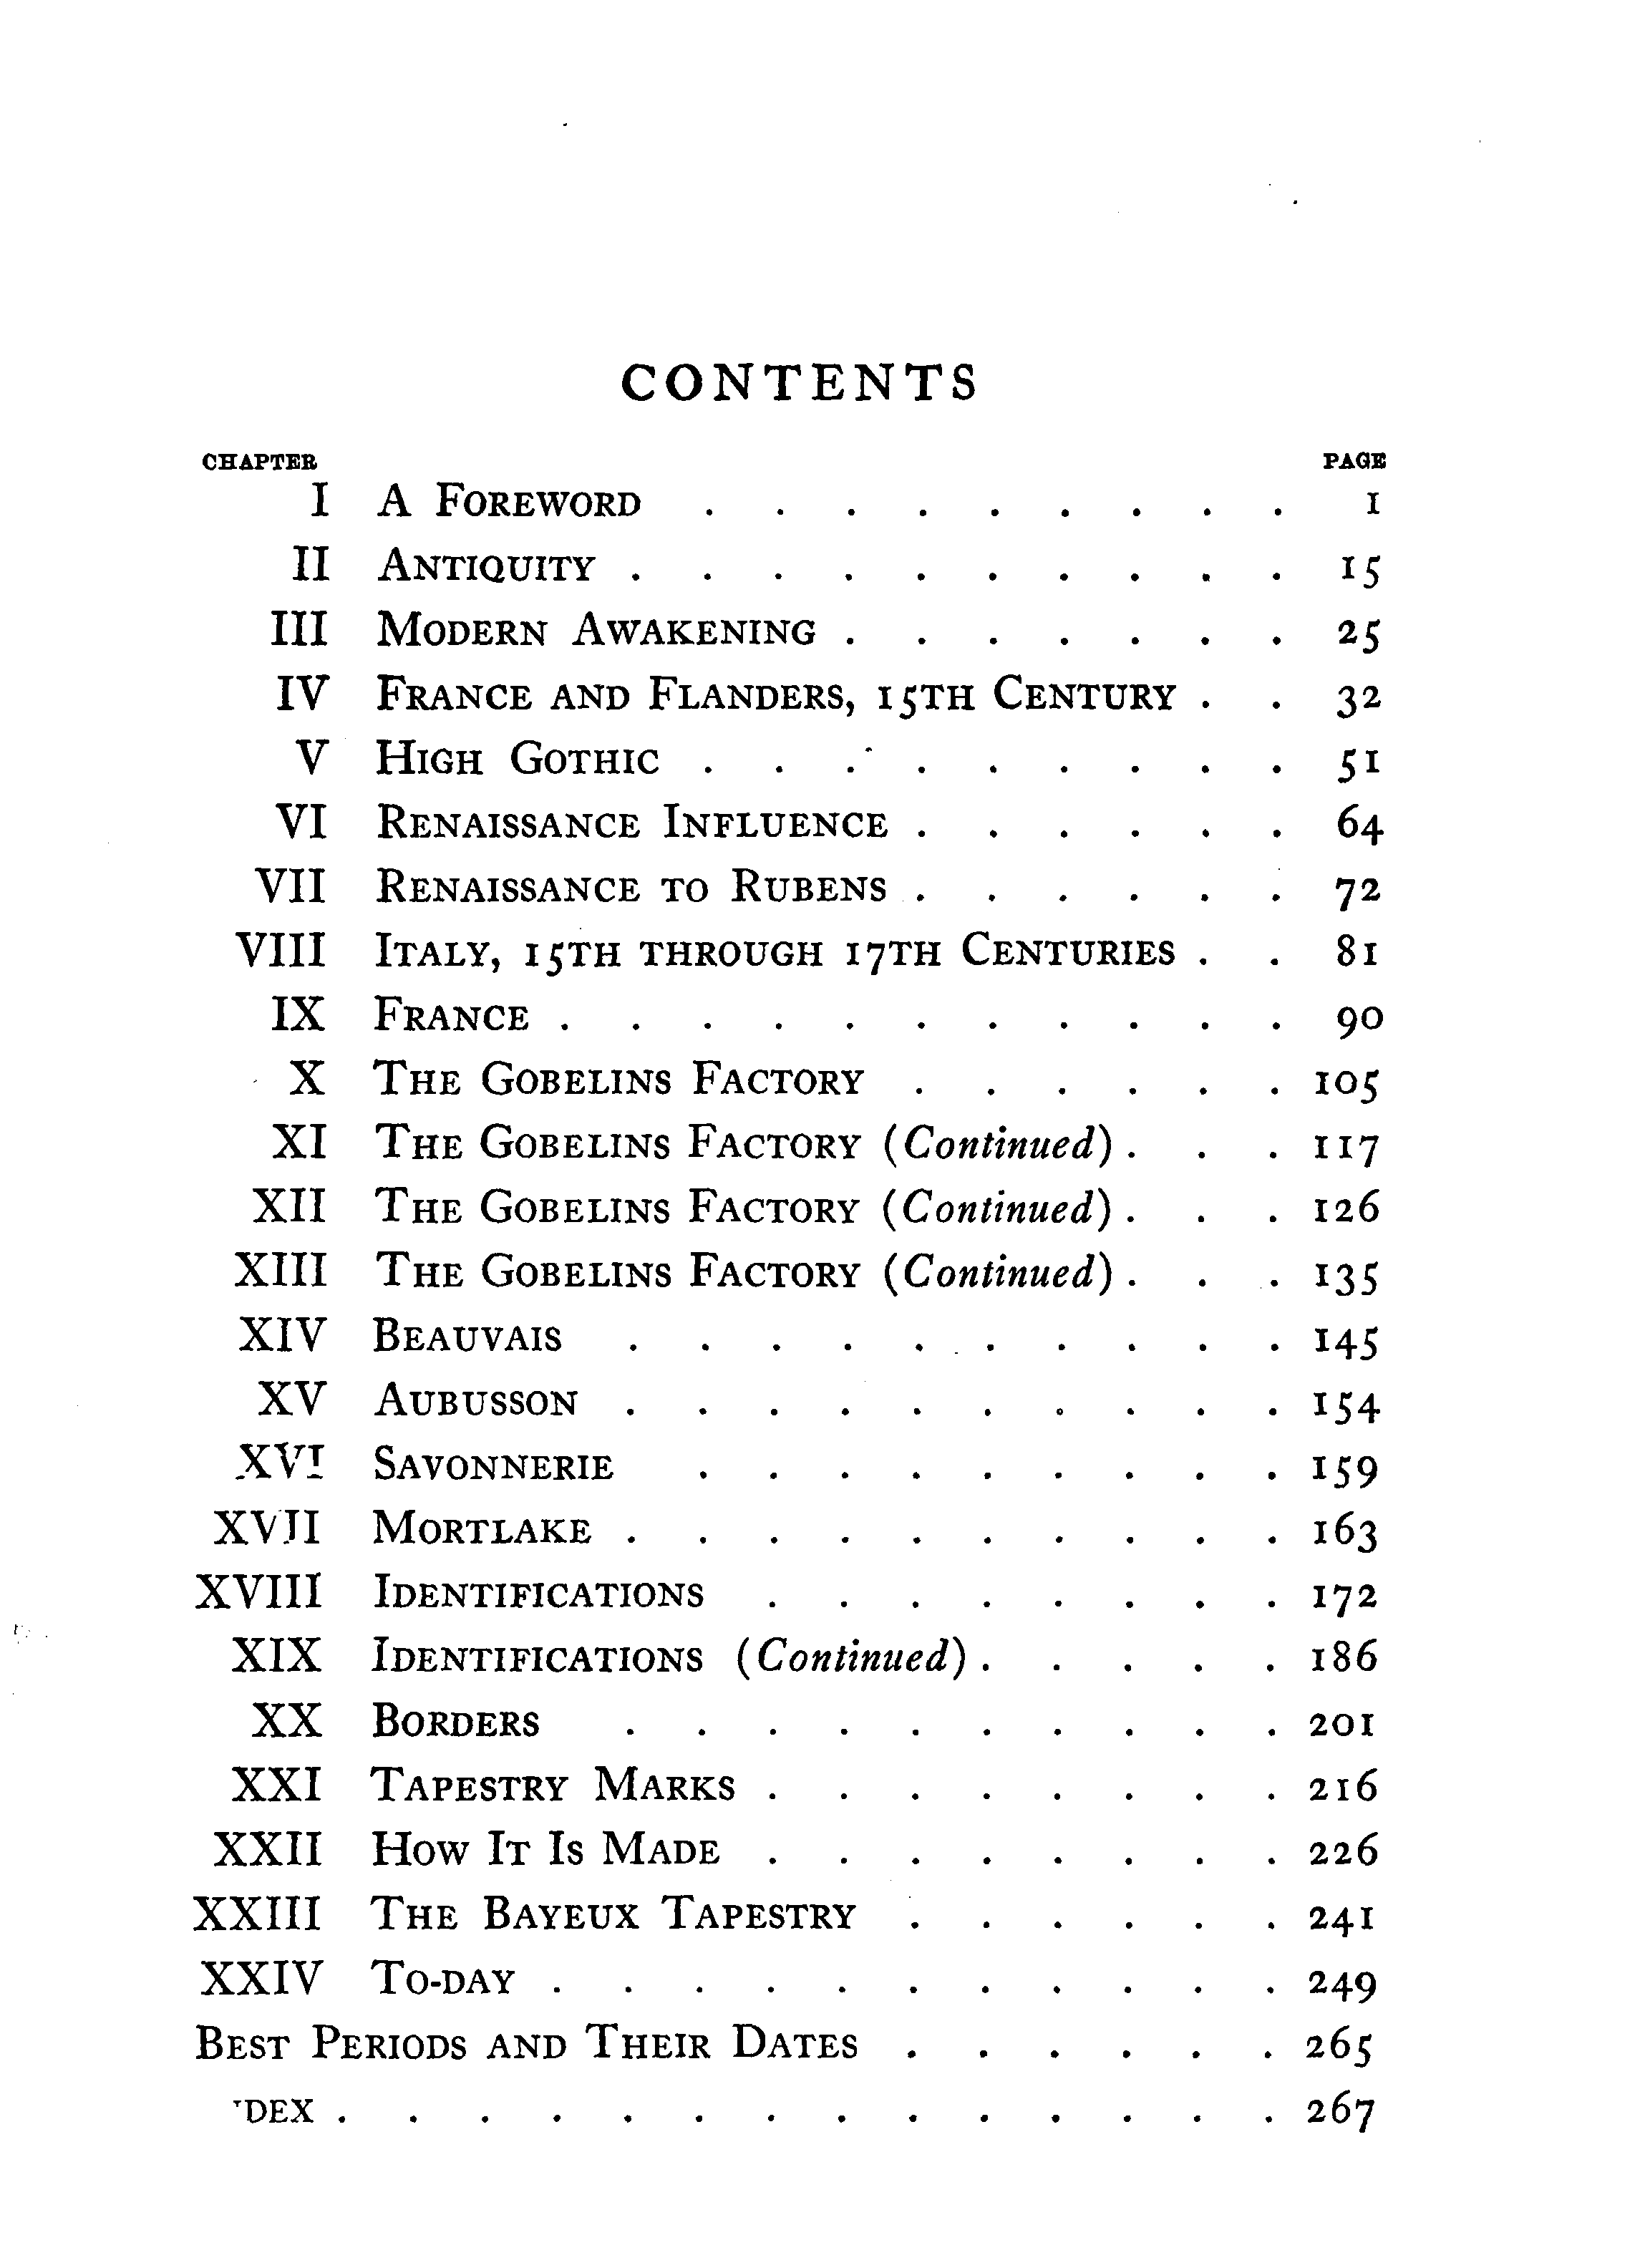 CONTENTS
CHAPTER PAGE
I A Foreword . . . . . . . . . 1
II Antiquity . . . . . . . . . . 15
III Modern Awakening . . . . . . . 25
IV France and Flanders, 15th Century . . 32
V High Gothic . . . . . . . . . 51
VI Renaissance Influence . . . . . . 64
VII Renaissance to Rubens . . . . . . 72
VIII Italy, 15th through 17th Centuries . . 81
IX France . . . . . . . . . . . 90
X The Gobelins Factory . . . . . . 105
XI The Gobelins Factory (Continued) . . . 117
XII The Gobelins Factory (Continued) . . . 126
XIII The Gobelins Factory (Continued) . . . 135
XIV Beauvais . . . . . . . . . . 145
XV Aubusson . . . . . . . . . . 154
XVI Savonnerie . . . . . . . . . 159
XVII Mortlake . . . . . . . . . . 163
XVIII Identifications . . . . . . . . 172
XIX Identifications (Continued) . . . . . 186
XX Borders . . . . . . . . . . 201
XXI Tapestry Marks . . . . . . . . 216
XXII How It Is Made . . . . . . . . 226
XXIII The Bayeux Tapestry . . . . . . 241
XXIV To-day . . . . . . . . . . . 249
Best Periods and Their Dates . . . . . . 265
dex . . . . . . . . . . . . . . 267